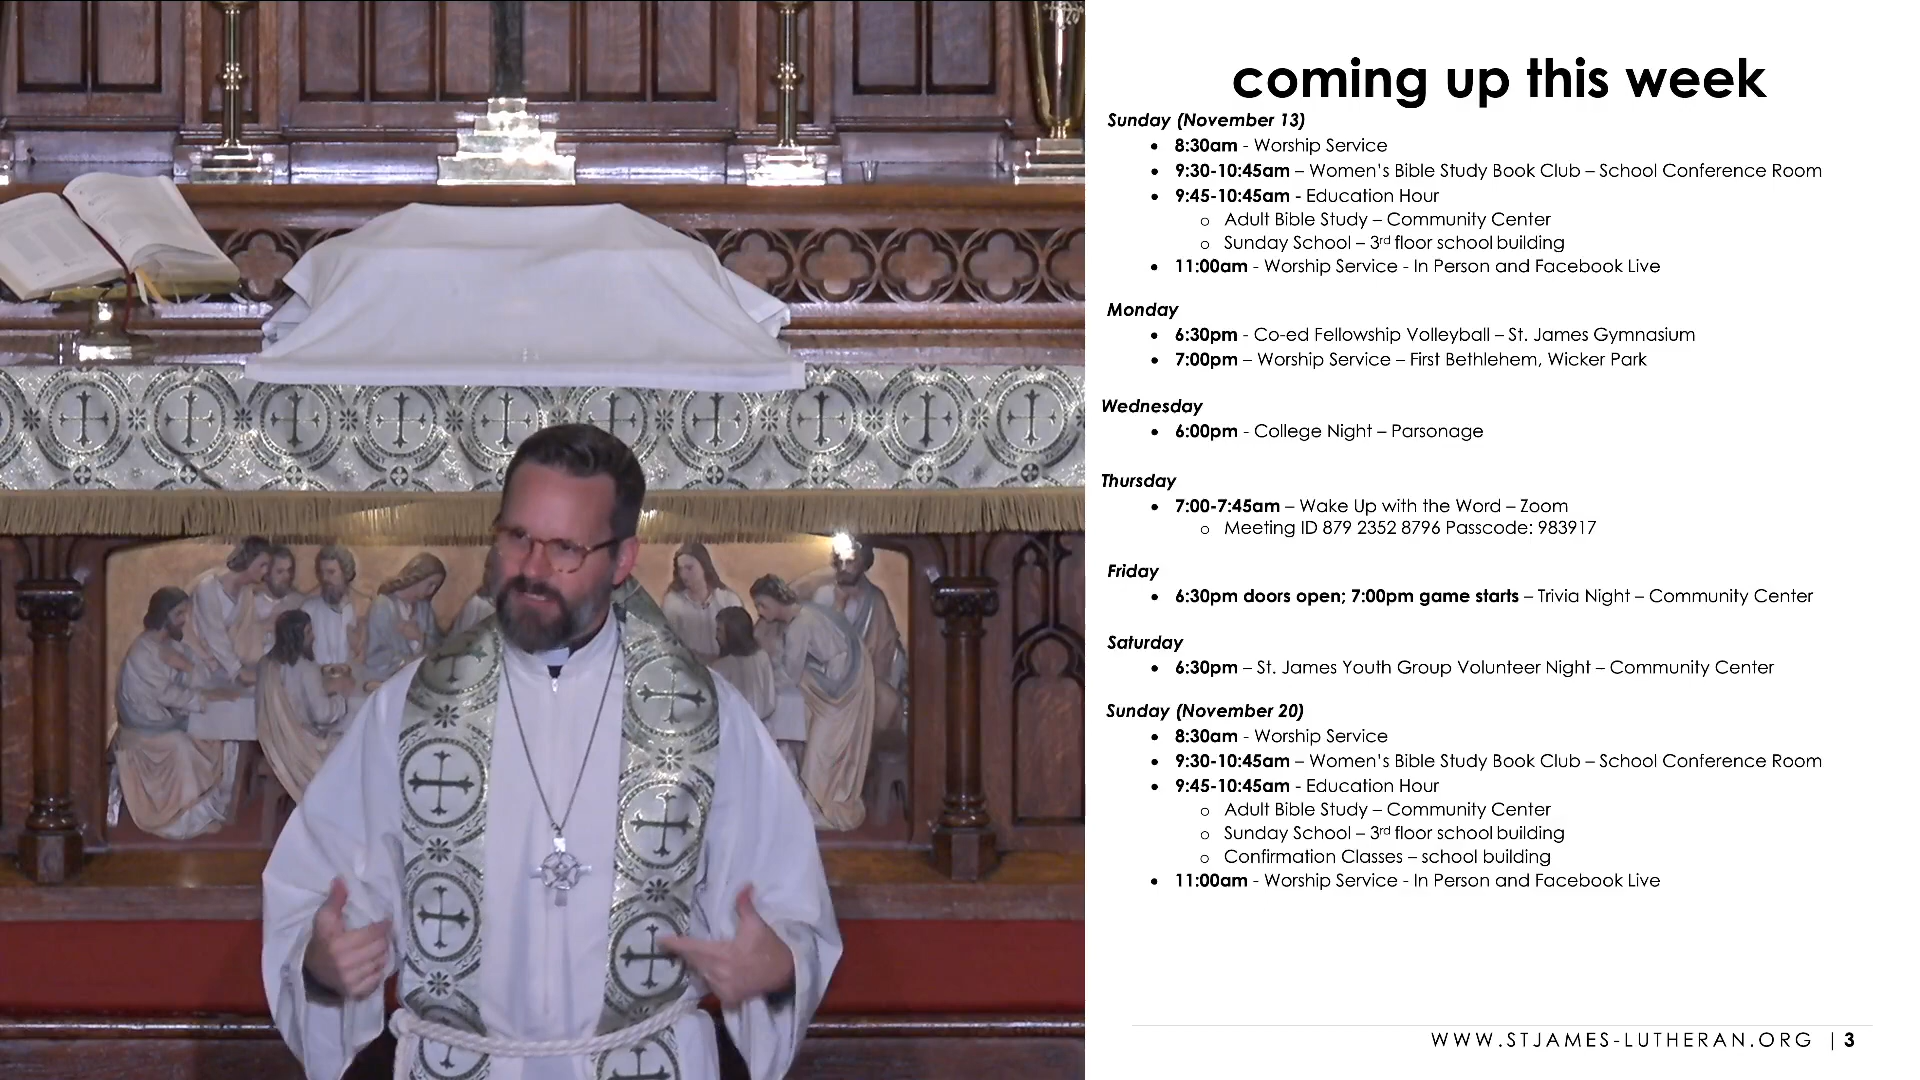 coming up this week
Sunday (November 13)
• 8:30am - Worship Service
• 9:30-10:45am – Women's Bible Study Book Club – School Conference Room
• 9:45-10:45am - Education Hour
o Adult Bible Study – Community Center
o Sunday School – 3rd floor school building
• 11:00am - Worship Service - In Person and Facebook Live
Monday
• 6:30pm - Co-ed Fellowship Volleyball – St. James Gymnasium
• 7:00pm – Worship Service – First Bethlehem, Wicker Park
Wednesday
• 6:00pm - College Night – Parsonage
Thursday
• 7:00-7:45am – Wake Up with the Word – Zoom
o Meeting ID 879 2352 8796 Passcode: 983917
Friday
• 6:30pm doors open; 7:00pm game starts – Trivia Night – Community Center
Saturday
• 6:30pm – St. James Youth Group Volunteer Night – Community Center
Sunday (November 20)
• 8:30am - Worship Service
• 9:30-10:45am – Women's Bible Study Book Club – School Conference Room
• 9:45-10:45am - Education Hour
o Adult Bible Study – Community Center
o Sunday School – 3rd floor school building
o Confirmation Classes – school building
• 11:00am - Worship Service - In Person and Facebook Live
WWW.STJAMES-LUTHERAN.ORG | 3